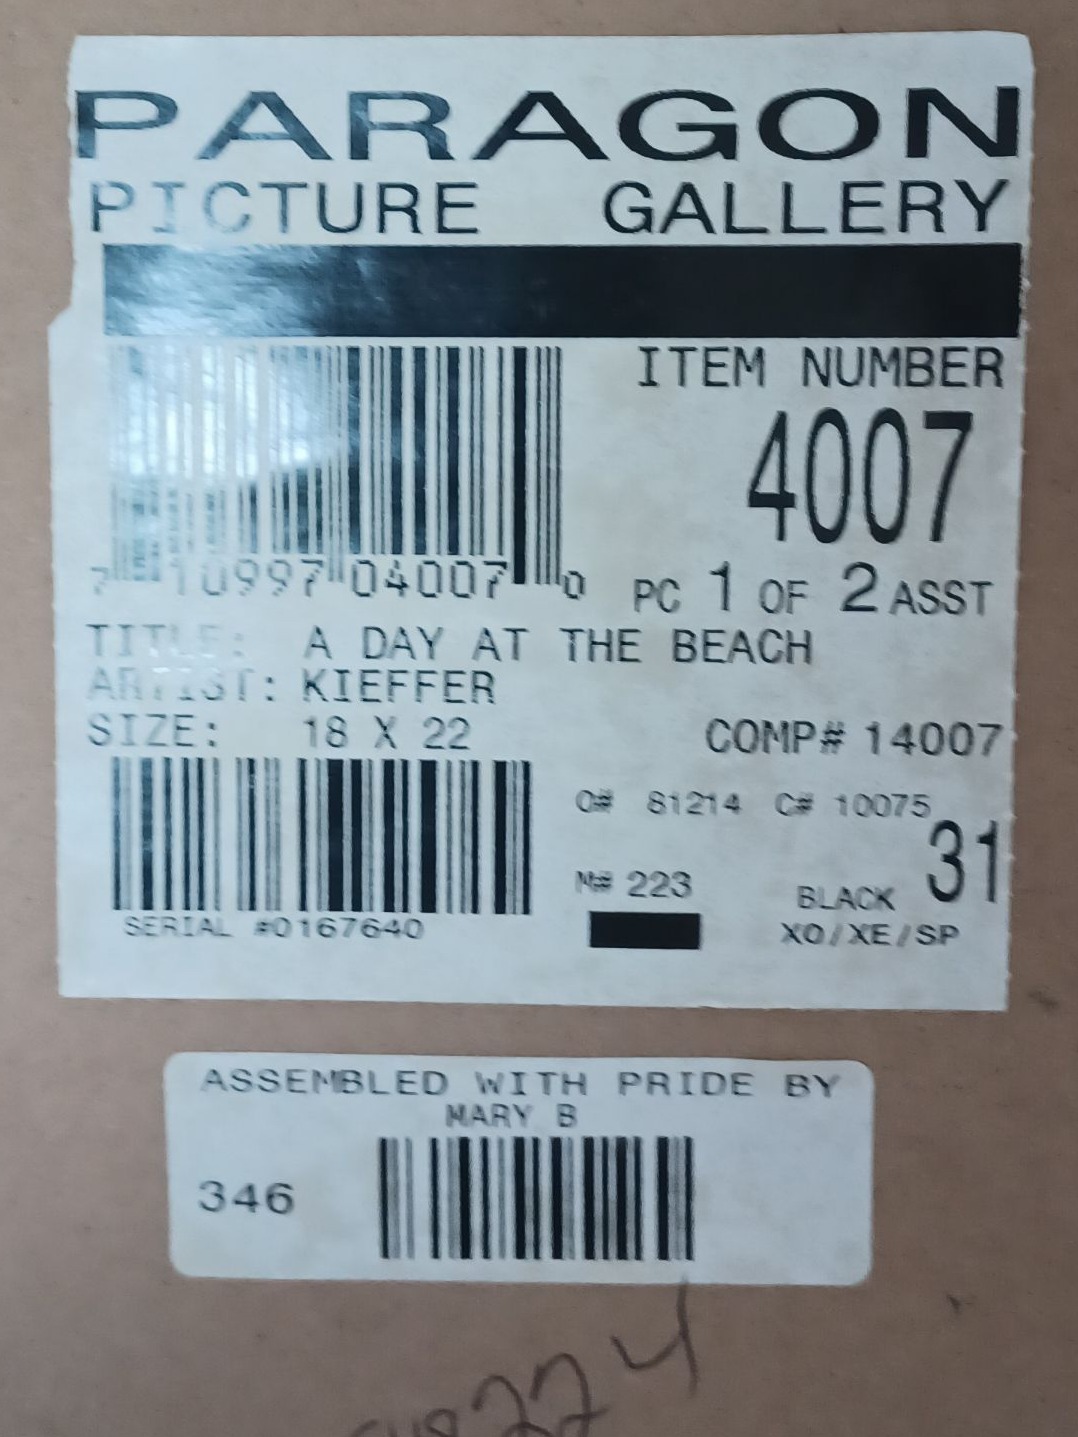 PARAGON
PICTURE GALLERY
ITEM NUMBER
4007
7 10997 04007 0
PC 1 OF 2 ASST
TITLE: A DAY AT THE BEACH
ARTIST: KIEFFER
SIZE: 18 X 22
COMP# 14007
O# 81214 C# 10075
31
M# 223
BLACK
XO/XE/SP
SERIAL #0167640
ASSEMBLED WITH PRIDE BY
MARY B
346